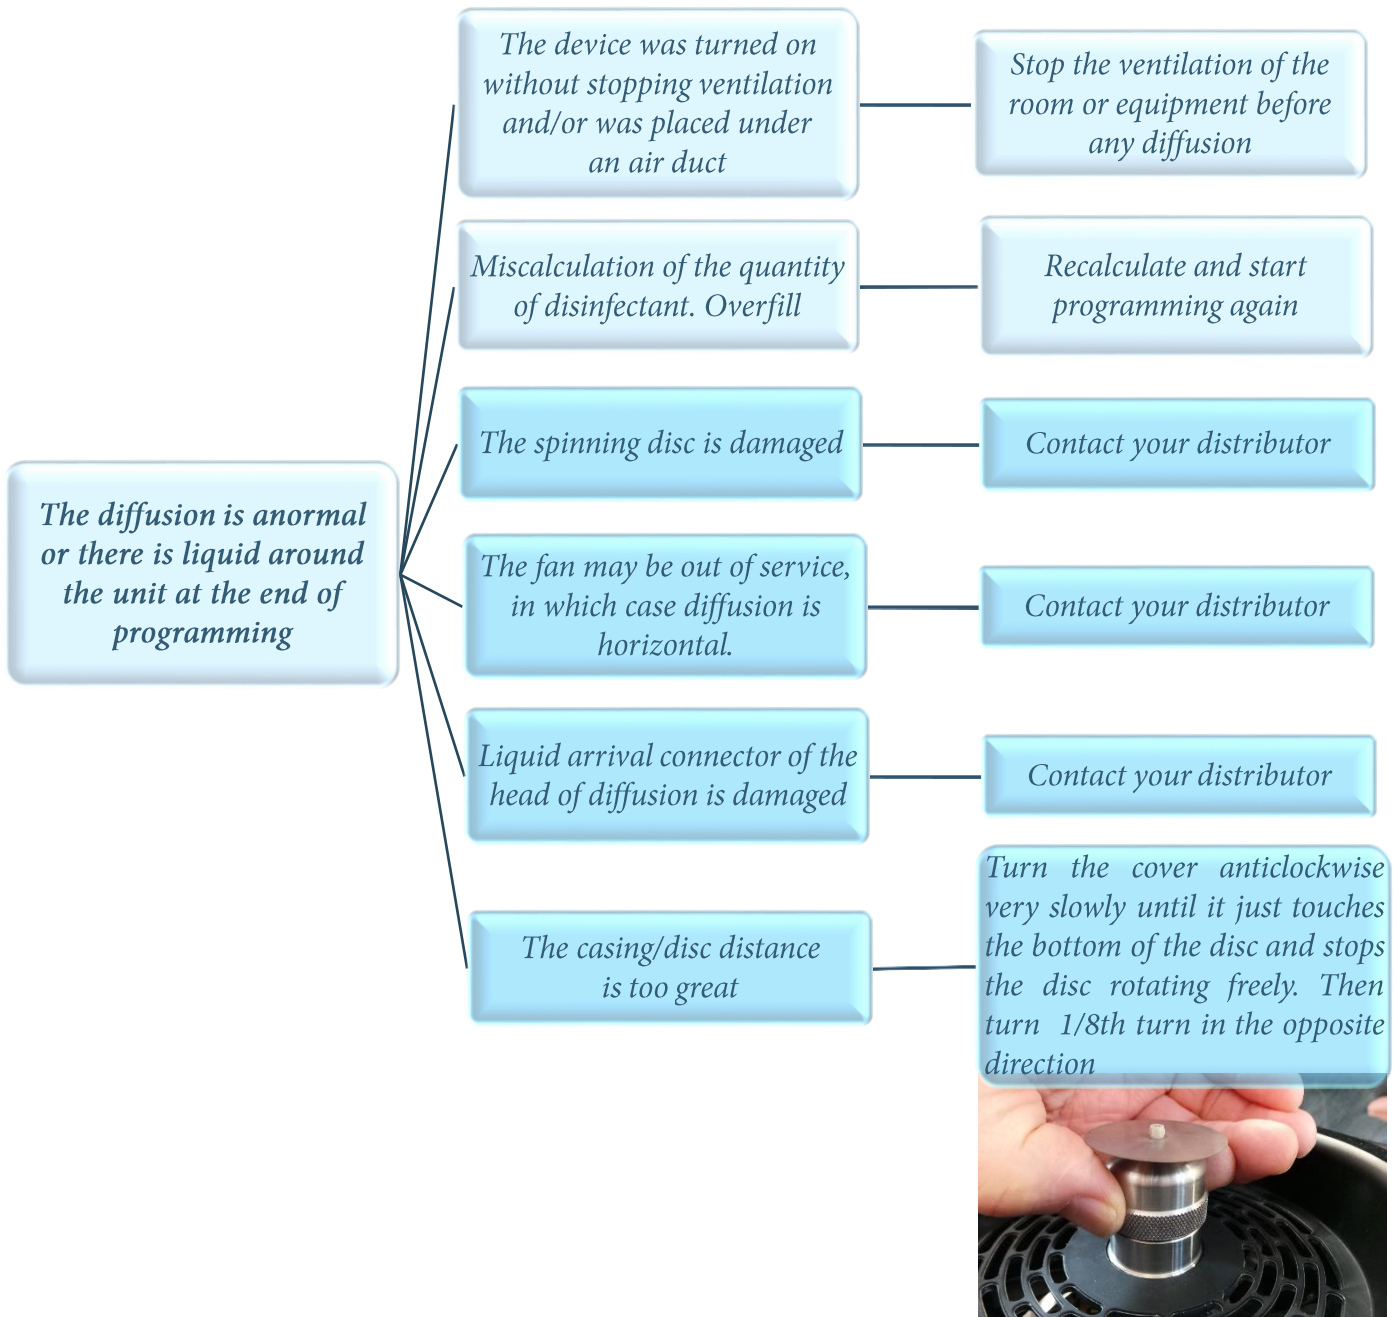 The device was turned on
without stopping ventilation
and/or was placed under
an air duct
Stop the ventilation of the
room or equipment before
any diffusion
Miscalculation of the quantity
of disinfectant. Overfill
Recalculate and start
programming again
The spinning disc is damaged
Contact your distributor
The diffusion is anormal
or there is liquid around
the unit at the end of
programming
The fan may be out of service,
in which case diffusion is
horizontal.
Contact your distributor
Liquid arrival connector of the
head of diffusion is damaged
Contact your distributor
The casing/disc distance
is too great
Turn the cover anticlockwise
very slowly until it just touches
the bottom of the disc and stops
the disc rotating freely. Then
turn 1/8th turn in the opposite
direction